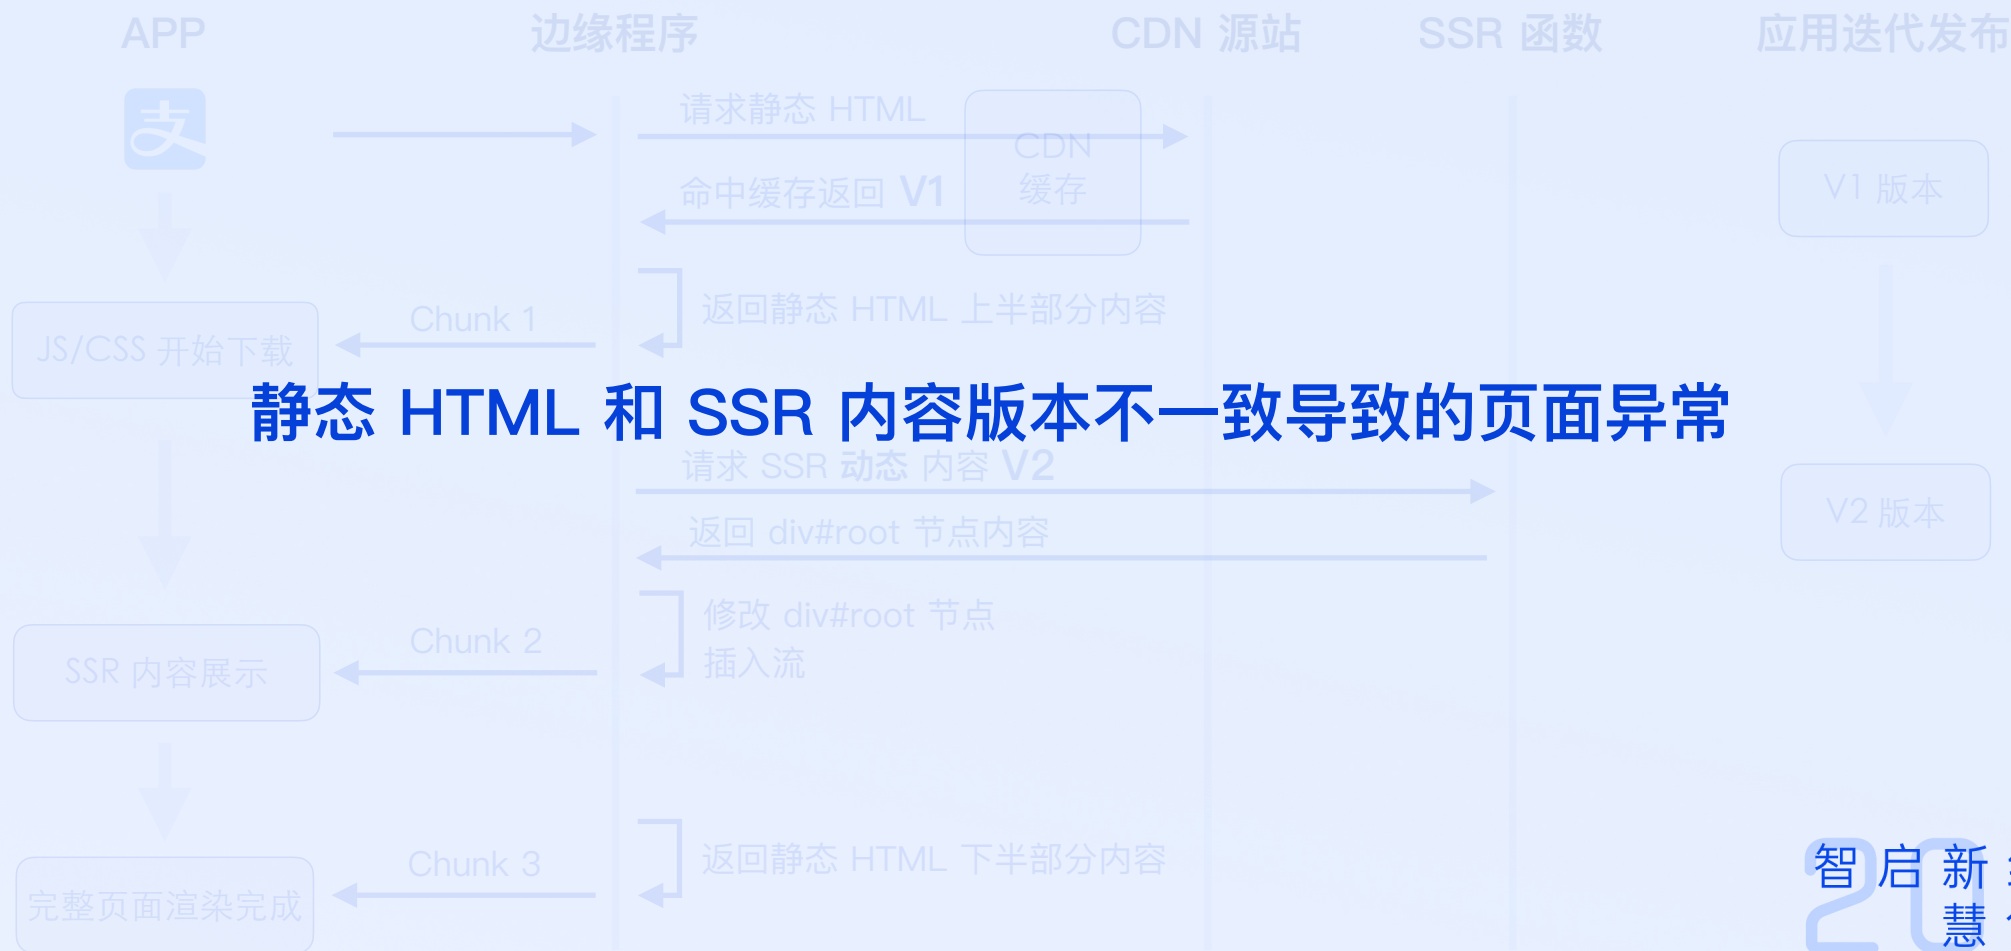 APP
边缘程序
CDN 源站
SSR 函数
应用迭代发布
请求静态 HTML
CDN
缓存
命中缓存返回 V1
V1 版本
Chunk 1
返回静态 HTML 上半部分内容
JS/CSS 开始下载
静态 HTML 和 SSR 内容版本不一致导致的页面异常
请求 SSR 动态 内容 V2
V2 版本
返回 div#root 节点内容
修改 div#root 节点
插入流
Chunk 2
SSR 内容展示
Chunk 3
返回静态 HTML 下半部分内容
完整页面渲染完成
20
智启新
慧